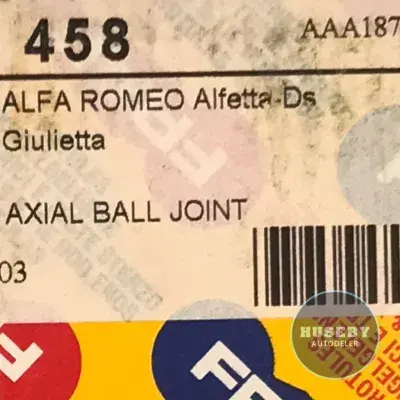 458
AAA187
ALFA ROMEO Alfetta-Ds
Giulietta
AXIAL BALL JOINT
03
HUSEBY
AUTODELER